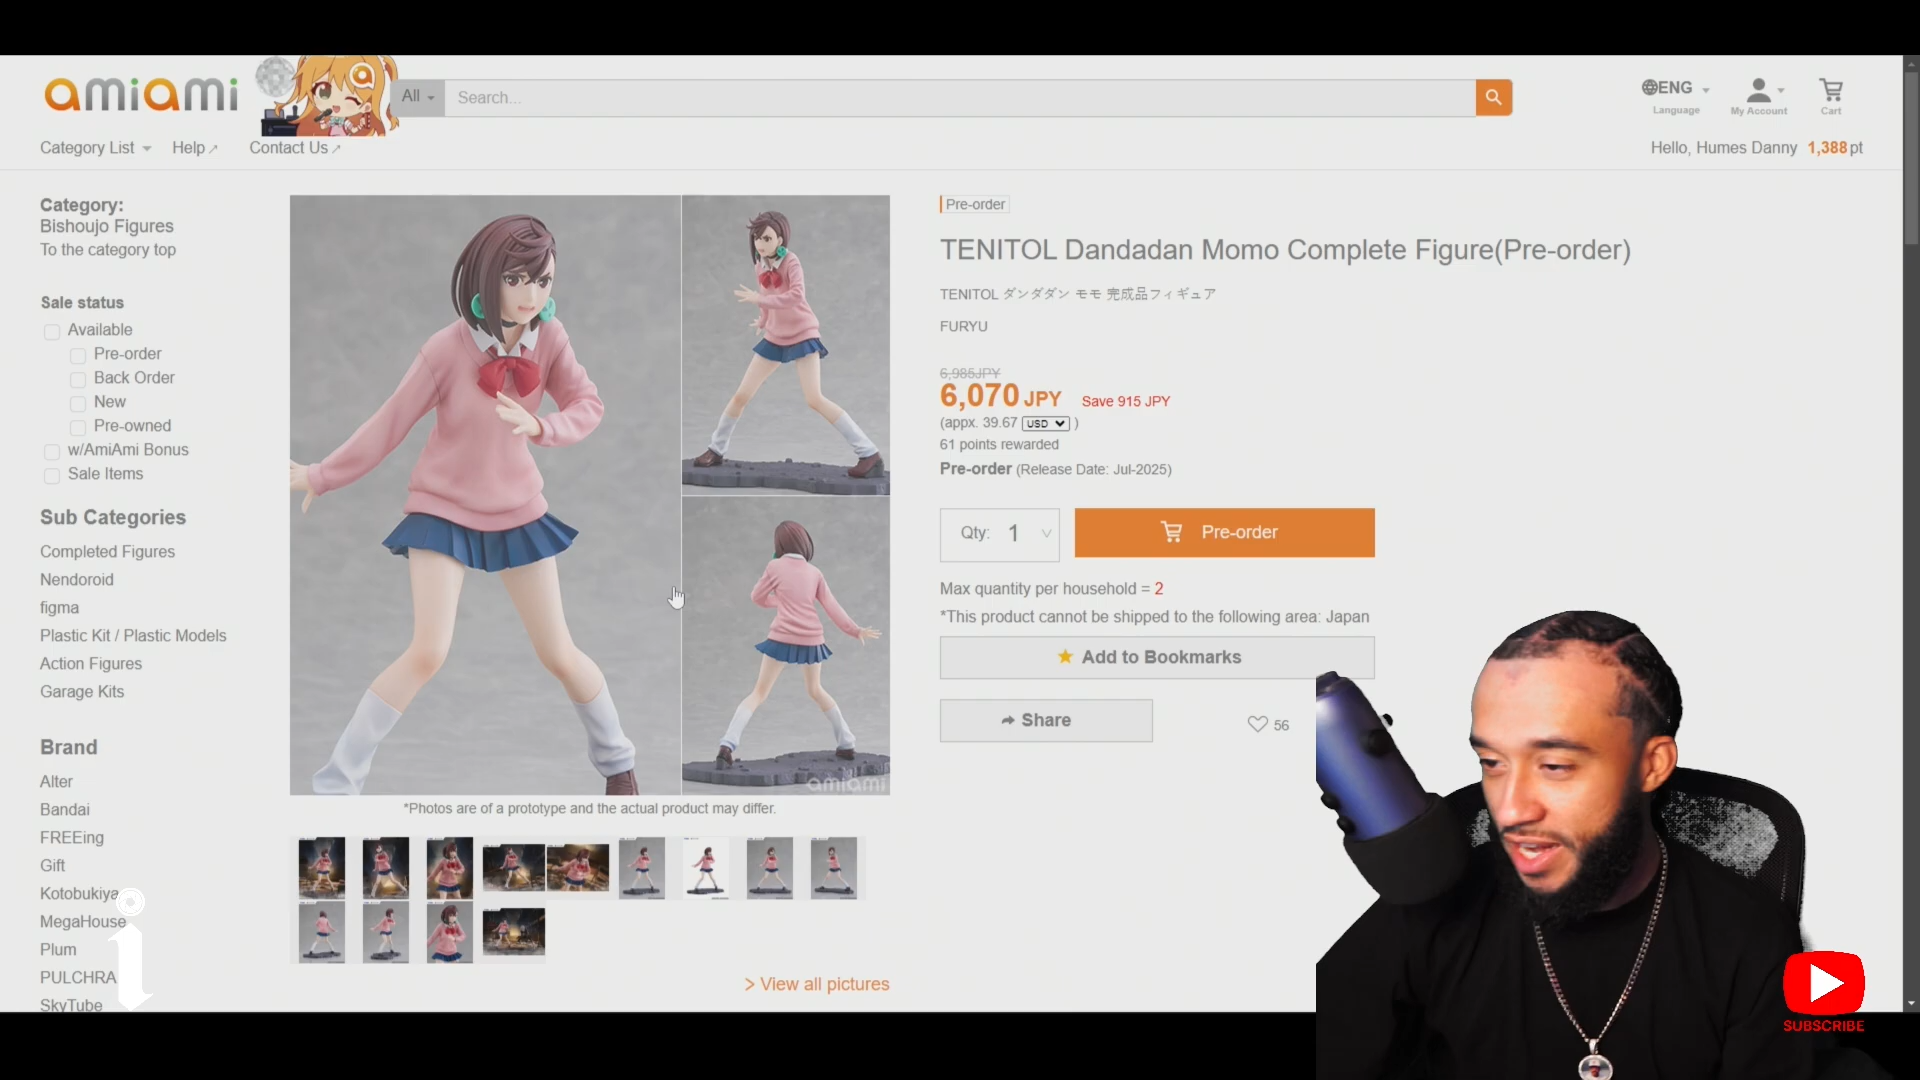 amiami
All
Search...
ENG
Language
My Account
Cart
Category List
Help
Contact Us
Hello, Humes Danny 1,388 pt
Category:
Bishoujo Figures
To the category top
Sale status
Available
Pre-order
Back Order
New
Pre-owned
w/AmiAmi Bonus
Sale Items
Sub Categories
Completed Figures
Nendoroid
figma
Plastic Kit / Plastic Models
Action Figures
Garage Kits
Brand
Alter
Bandai
FREEing
Gift
Kotobukiya
MegaHouse
Plum
PULCHRA
SkyTube
amiami
*Photos are of a prototype and the actual product may differ.
> View all pictures
Pre-order
TENITOL Dandadan Momo Complete Figure(Pre-order)
TENITOL ダンダダン モモ 完成品フィギュア
FURYU
6,985JPY
6,070 JPY Save 915 JPY
(appx. 39.67 USD )
61 points rewarded
Pre-order (Release Date: Jul-2025)
Qty: 1
Pre-order
Max quantity per household = 2
*This product cannot be shipped to the following area: Japan
Add to Bookmarks
Share
56
SUBSCRIBE